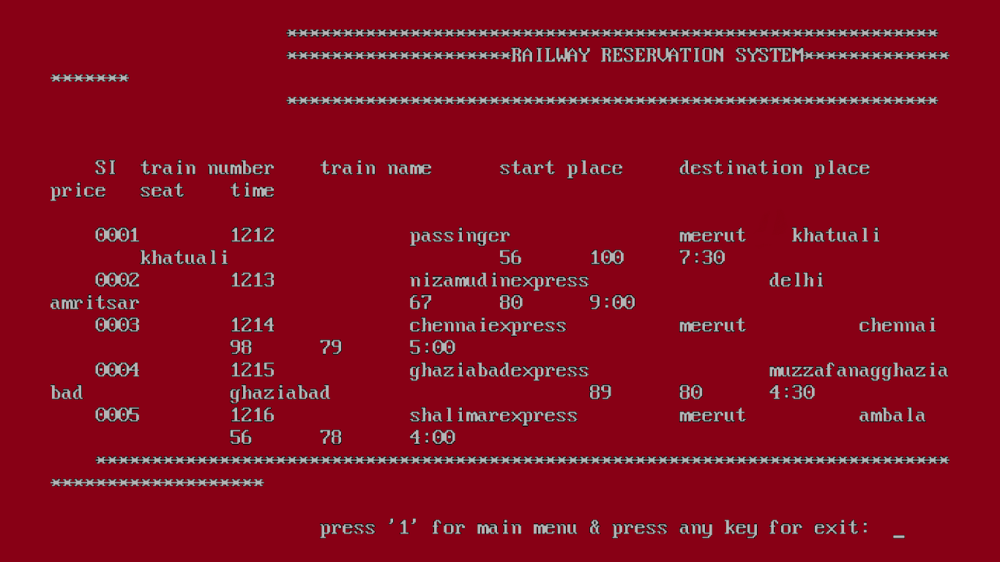 **********************************************************
********************RAILWAY RESERVATION SYSTEM*************
*******
**********************************************************
SI train number train name start place destination place
price seat time
0001 1212 passinger meerut khatuali
khatuali 56 100 7:30
0002 1213 nizamudinexpress delhi
amritsar 67 80 9:00
0003 1214 chennaiexpress meerut chennai
98 79 5:00
0004 1215 ghaziabadexpress muzzafanagghazia
bad ghaziabad 89 80 4:30
0005 1216 shalimarexpress meerut ambala
56 78 4:00
****************************************************************************
*******************
press '1' for main menu & press any key for exit: _